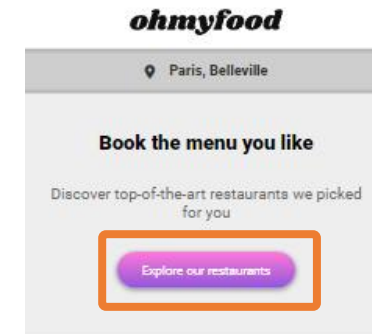 ohmyfood
Paris, Belleville
Book the menu you like
Discover top-of-the-art restaurants we picked
for you
Explore our restaurants